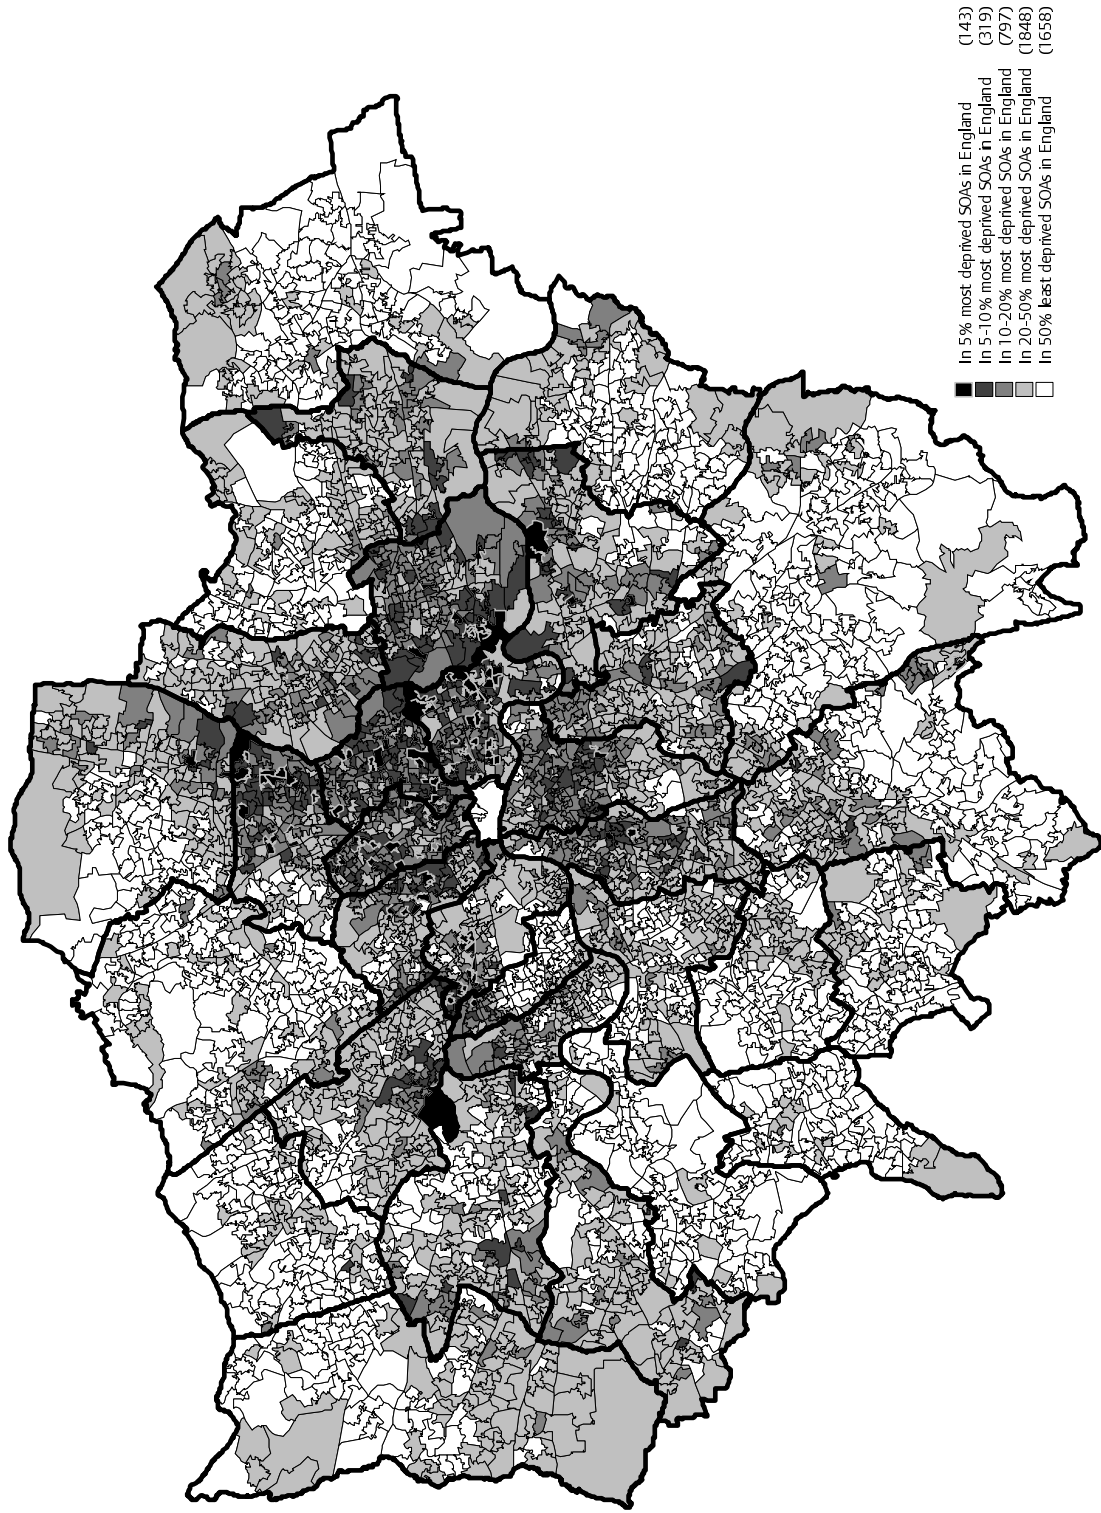 In 5% most deprived SOAs in England (143)
In 5-10% most deprived SOAs in England (319)
In 10-20% most deprived SOAs in England (797)
In 20-50% most deprived SOAs in England (1848)
In 50% least deprived SOAs in England (1658)